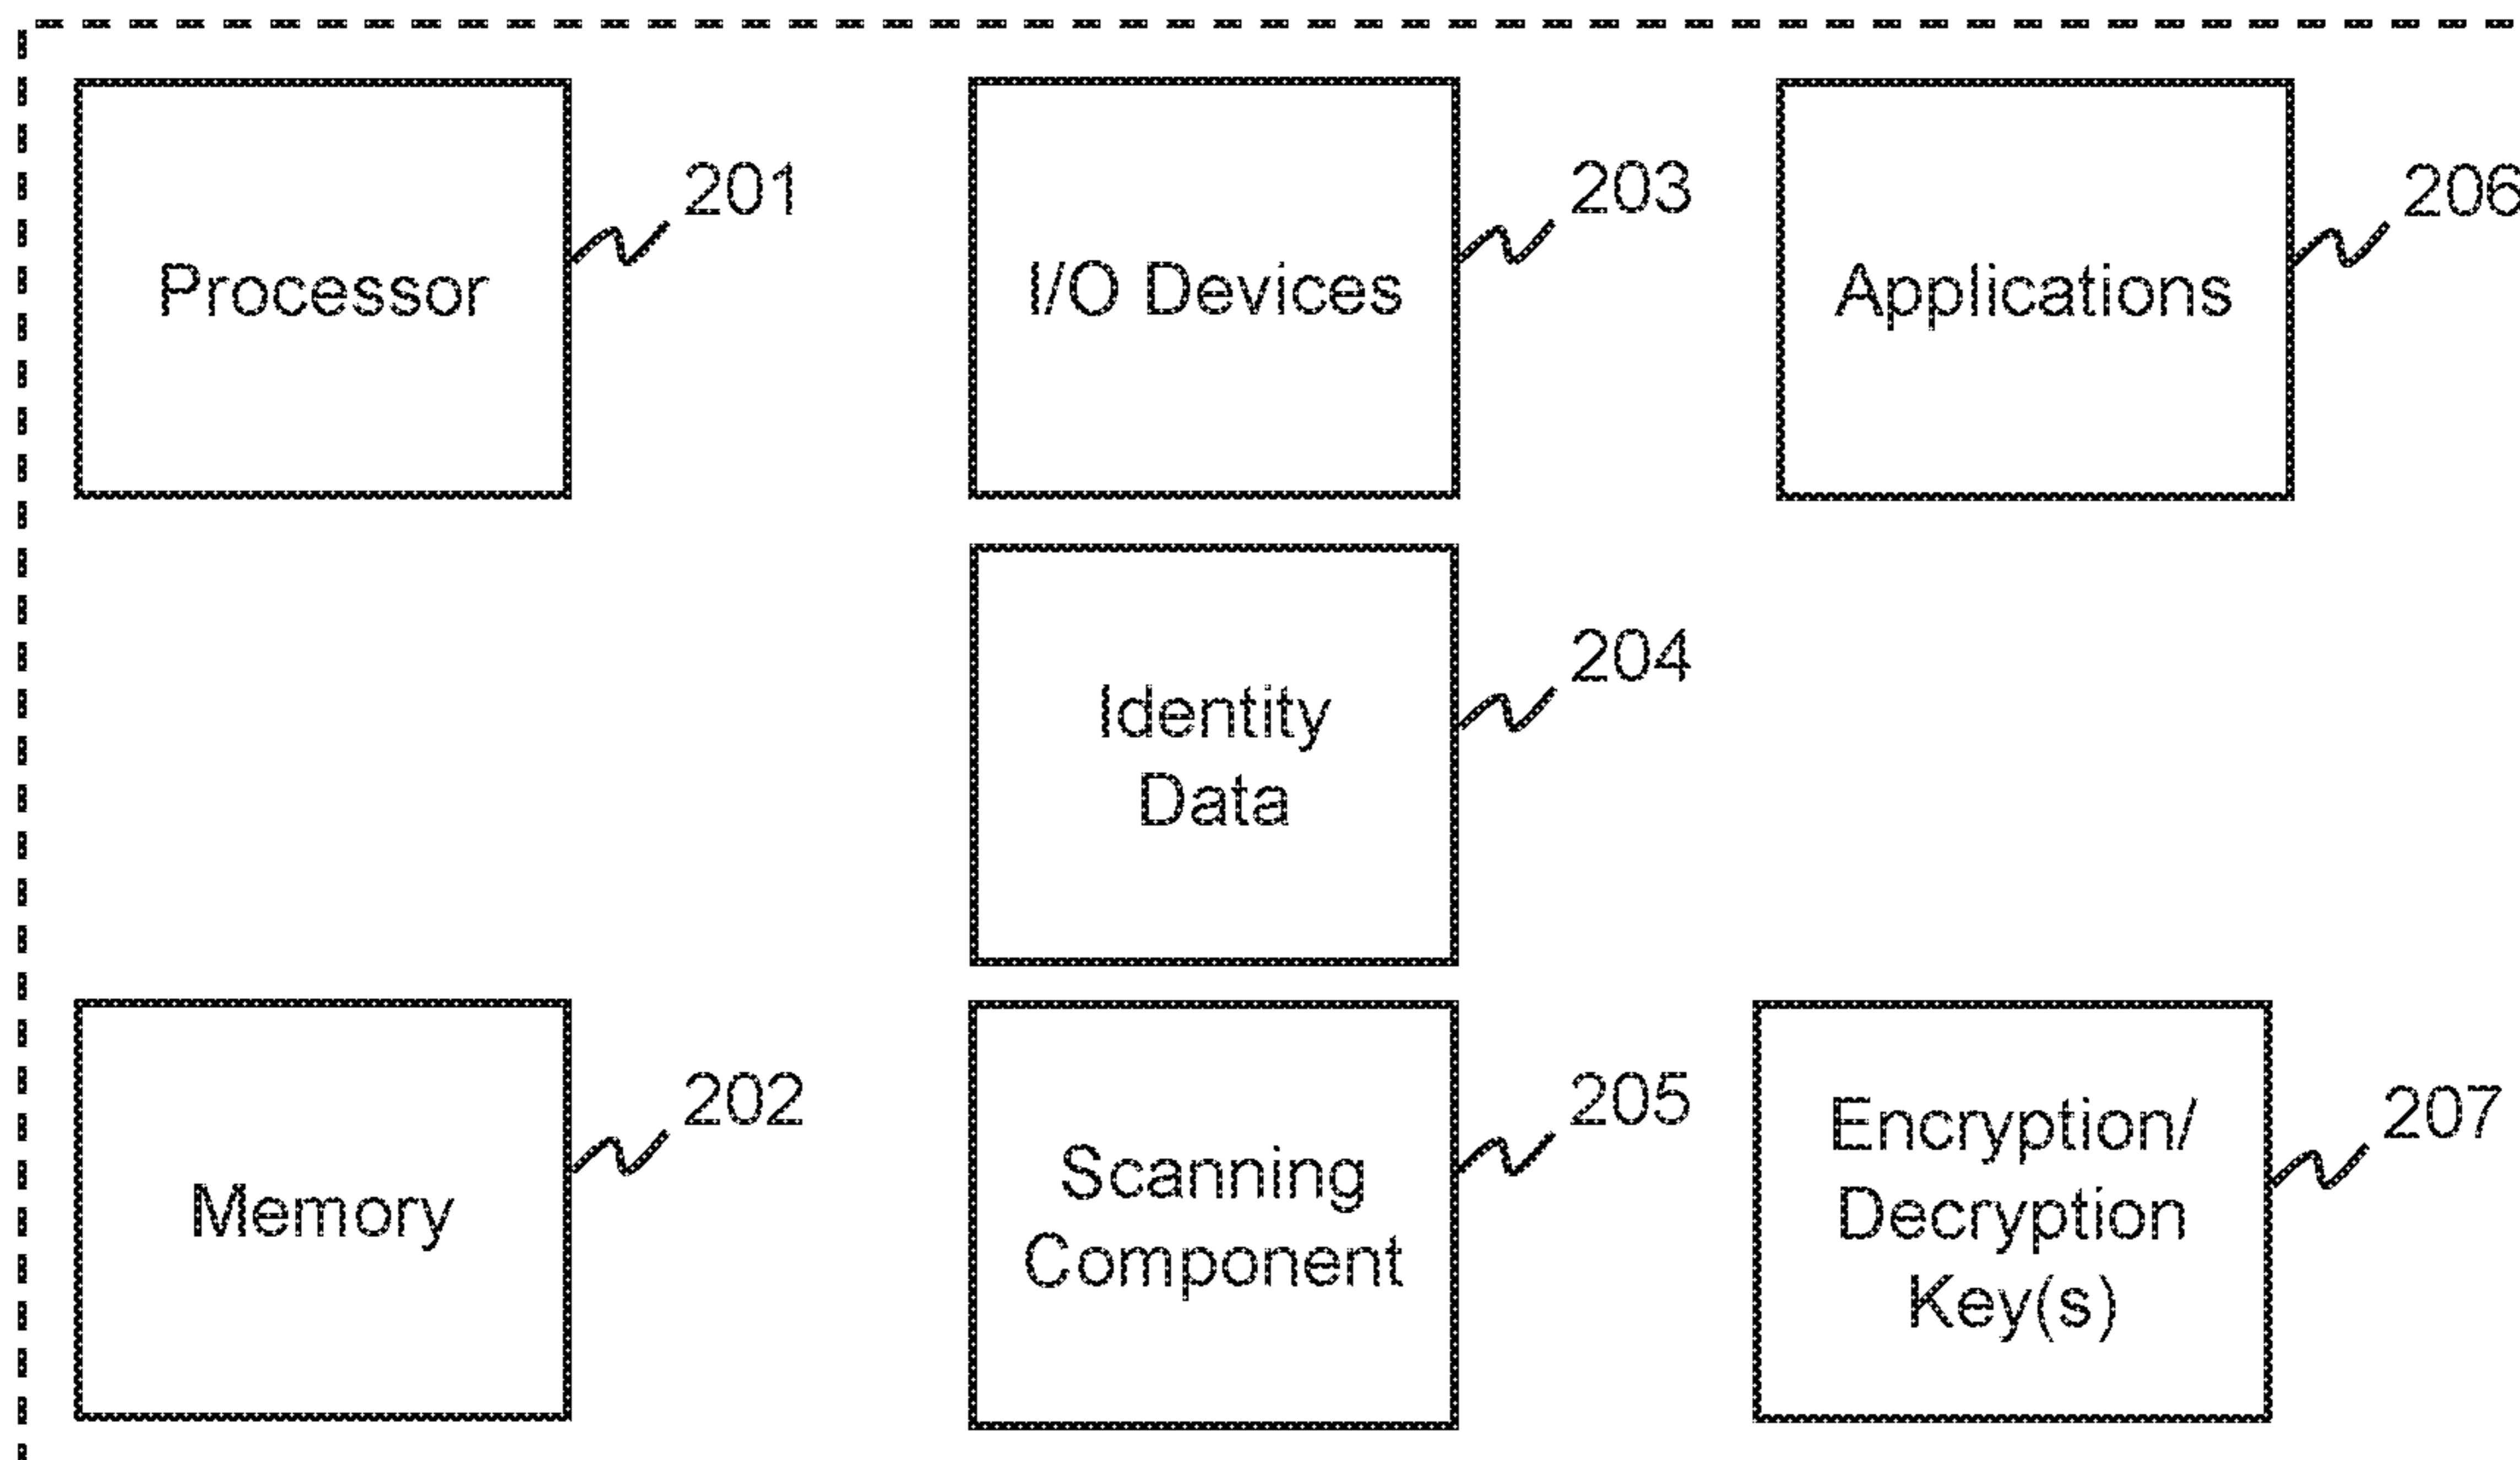 201
Processor
203
I/O Devices
206
Applications
204
Identity
Data
202
Memory
205
Scanning
Component
207
Encryption/
Decryption
Key(s)